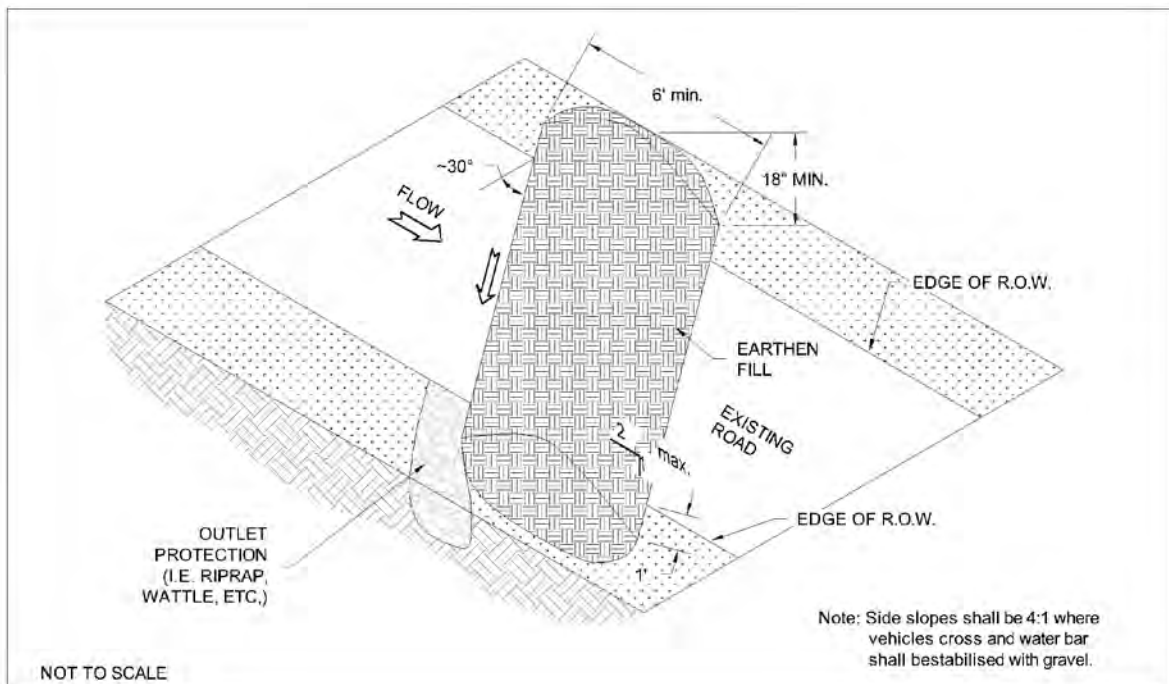 6' min.
~30°
18" MIN.
FLOW
EDGE OF R.O.W.
EARTHEN
FILL
EXISTING
ROAD
2
1
max.
EDGE OF R.O.W.
1'
OUTLET
PROTECTION
(I.E. RIPRAP,
WATTLE, ETC,)
Note: Side slopes shall be 4:1 where
vehicles cross and water bar
shall bestabilised with gravel.
NOT TO SCALE